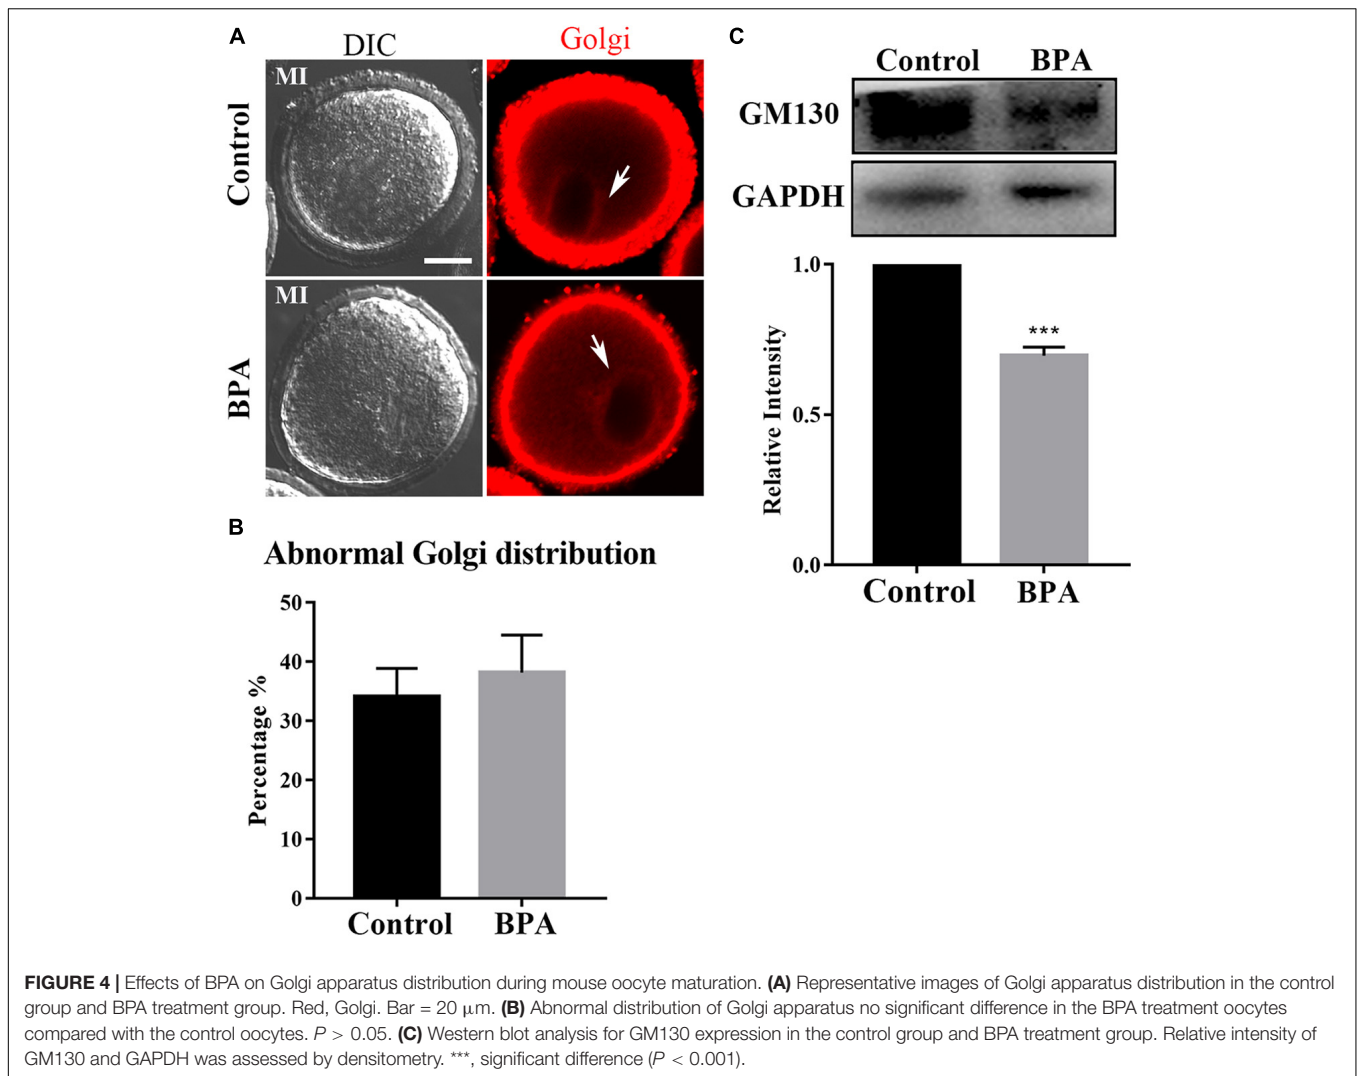 A
DIC
Golgi
Control
MI
BPA
MI
B
Abnormal Golgi distribution
Percentage %
50
40
30
20
10
0
Control
BPA
C
Control
BPA
GM130
GAPDH
Relative Intensity
1.0
0.5
0.0
***
Control
BPA
FIGURE 4 | Effects of BPA on Golgi apparatus distribution during mouse oocyte maturation. (A) Representative images of Golgi apparatus distribution in the control
group and BPA treatment group. Red, Golgi. Bar = 20 μm. (B) Abnormal distribution of Golgi apparatus no significant difference in the BPA treatment oocytes
compared with the control oocytes. P > 0.05. (C) Western blot analysis for GM130 expression in the control group and BPA treatment group. Relative intensity of
GM130 and GAPDH was assessed by densitometry. ***, significant difference (P < 0.001).